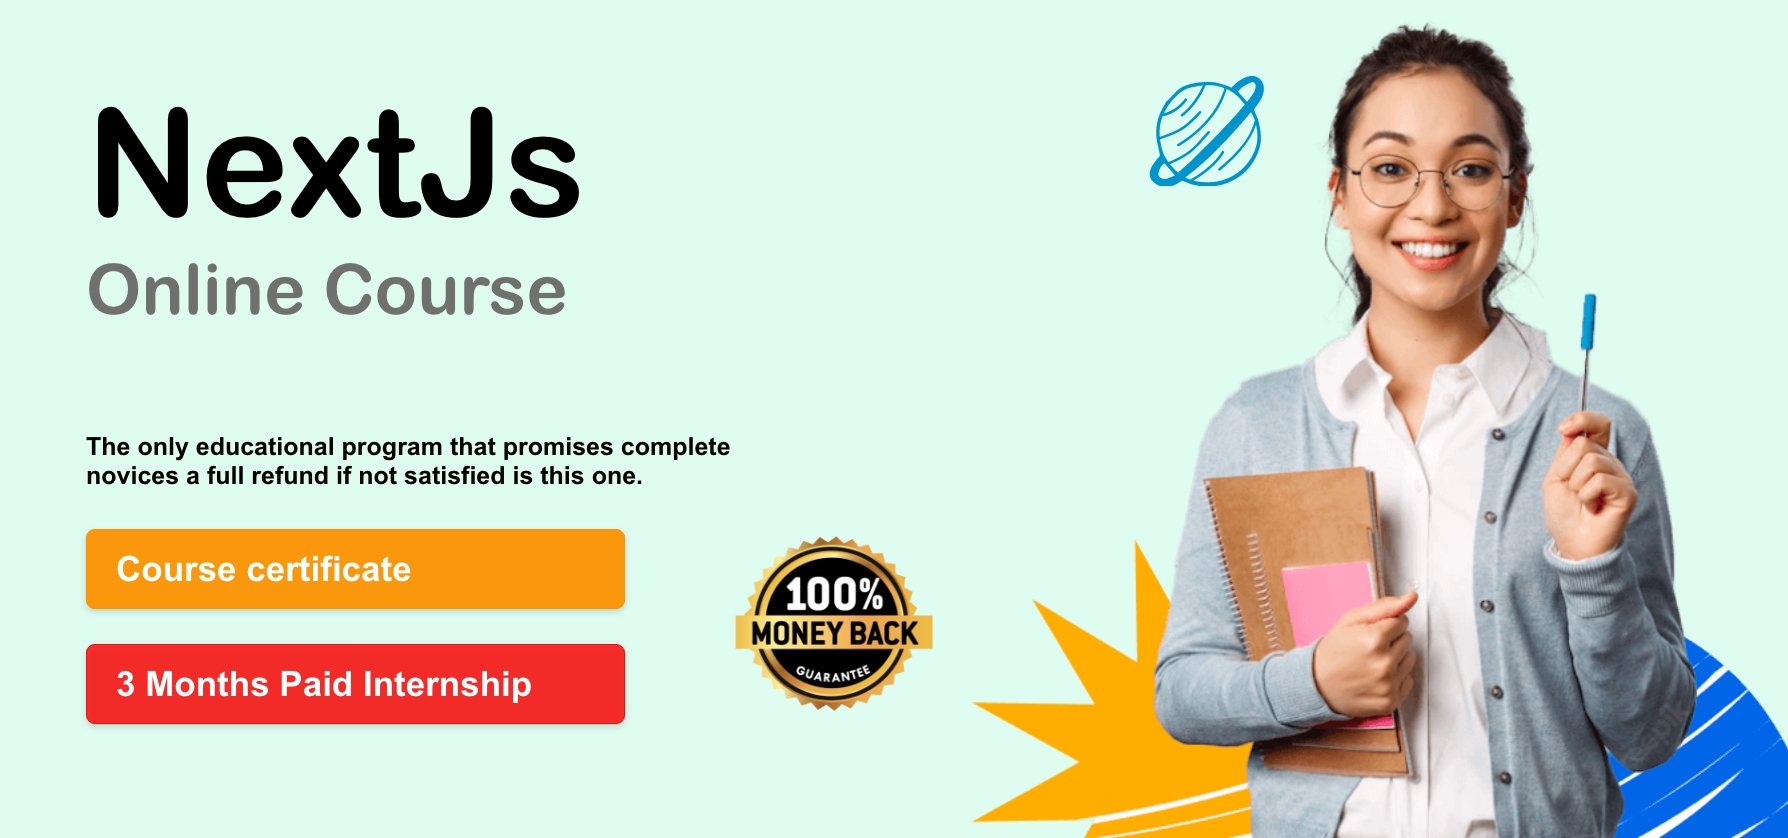 NextJs
Online Course
The only educational program that promises complete
novices a full refund if not satisfied is this one.
Course certificate
3 Months Paid Internship
100%
MONEY BACK
GUARANTEE